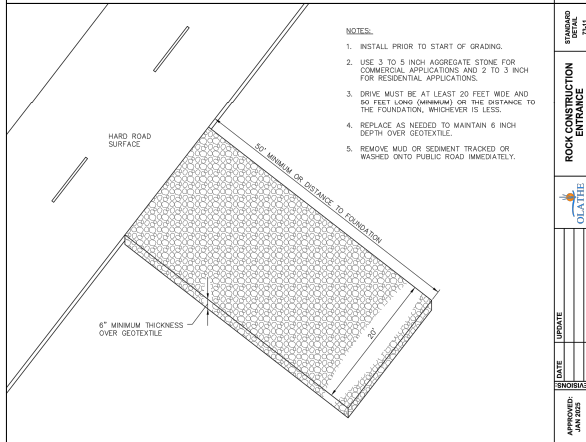 NOTES:
1. INSTALL PRIOR TO START OF GRADING.
2. USE 3 TO 5 INCH AGGREGATE STONE FOR
COMMERCIAL APPLICATIONS AND 2 TO 3 INCH
FOR RESIDENTIAL APPLICATIONS.
3. DRIVE MUST BE AT LEAST 20 FEET WIDE AND
50 FEET LONG (MINIMUM) OR THE DISTANCE TO
THE FOUNDATION, WHICHEVER IS LESS.
4. REPLACE AS NEEDED TO MAINTAIN 6 INCH
DEPTH OVER GEOTEXTILE.
5. REMOVE MUD OR SEDIMENT TRACKED OR
WASHED ONTO PUBLIC ROAD IMMEDIATELY.
HARD ROAD
SURFACE
50' MINIMUM OR DISTANCE TO FOUNDATION
20'
6" MINIMUM THICKNESS
OVER GEOTEXTILE
STANDARD
DETAIL
ROCK CONSTRUCTION
ENTRANCE
OLATHE
UPDATE
DATE
REVISIONS
APPROVED:
JAN 2025